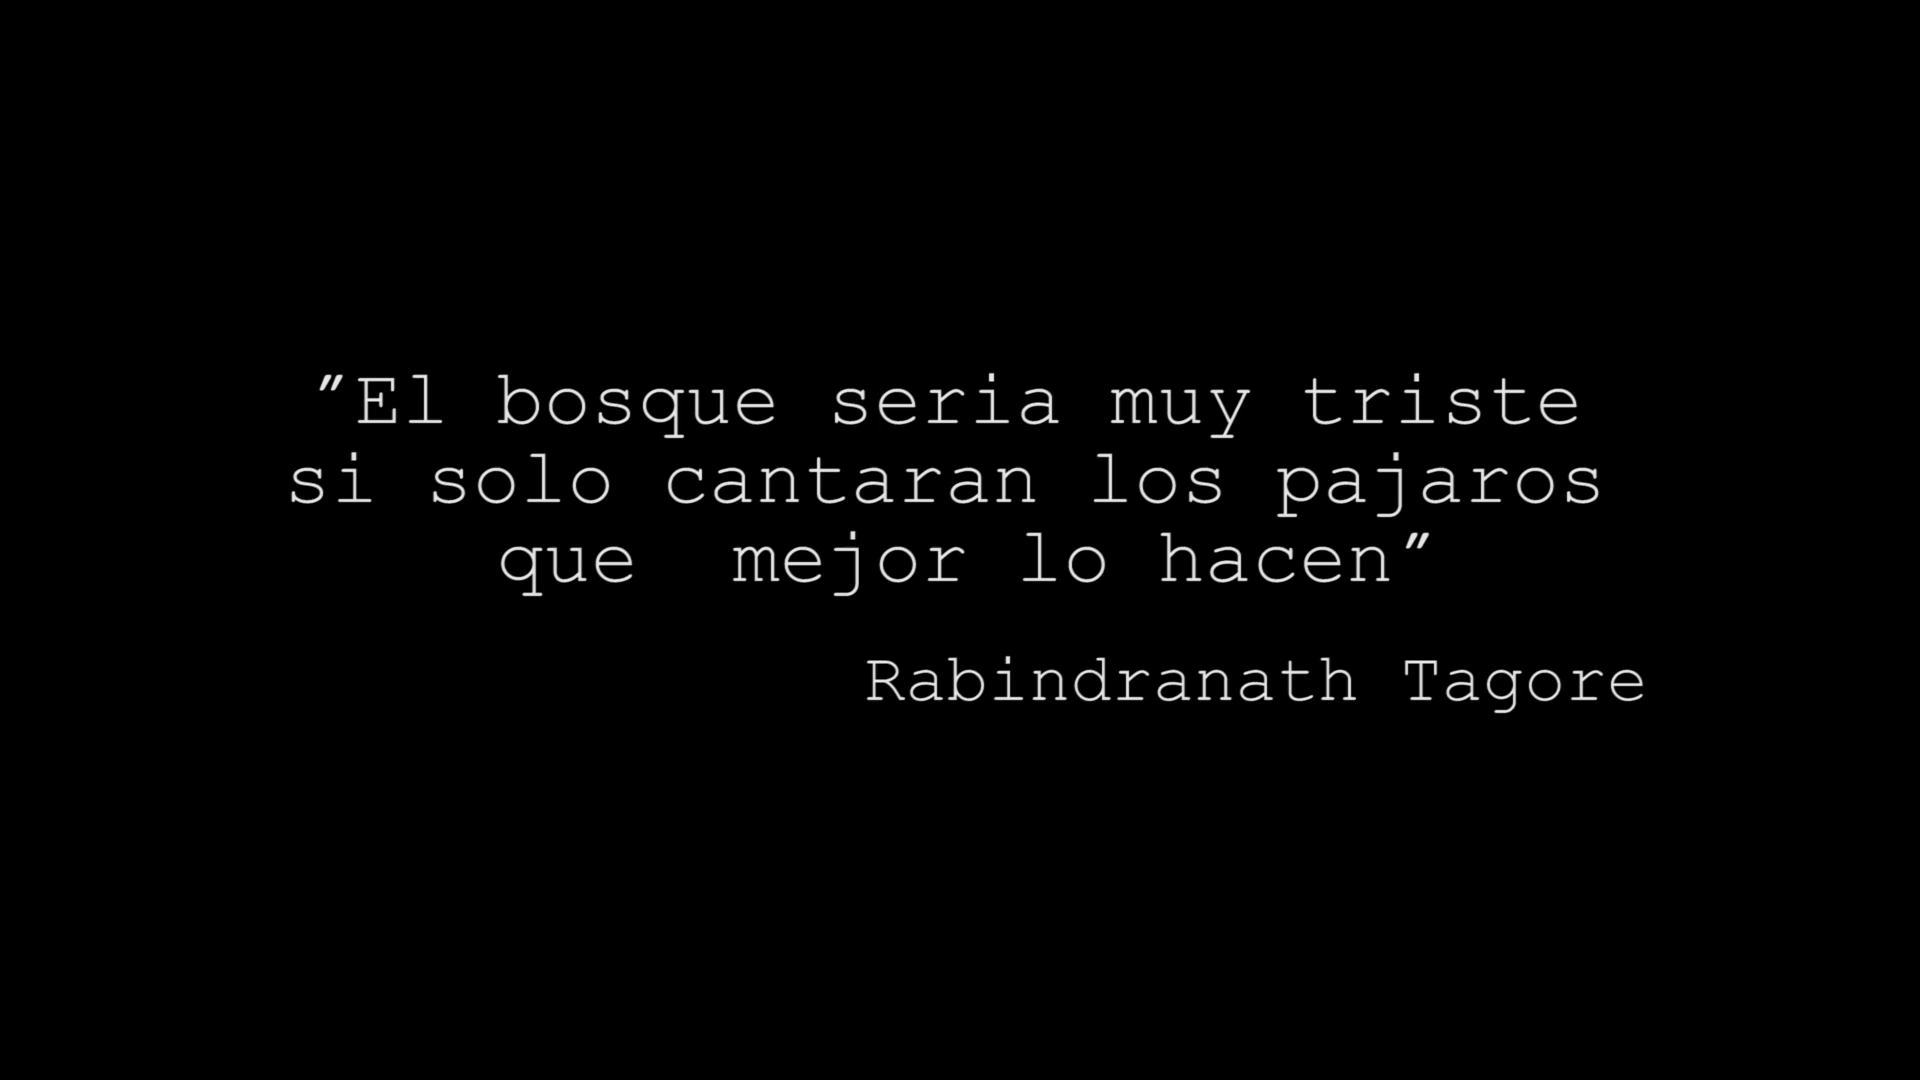 "El bosque seria muy triste
si solo cantaran los pajaros
que  mejor lo hacen"
Rabindranath Tagore